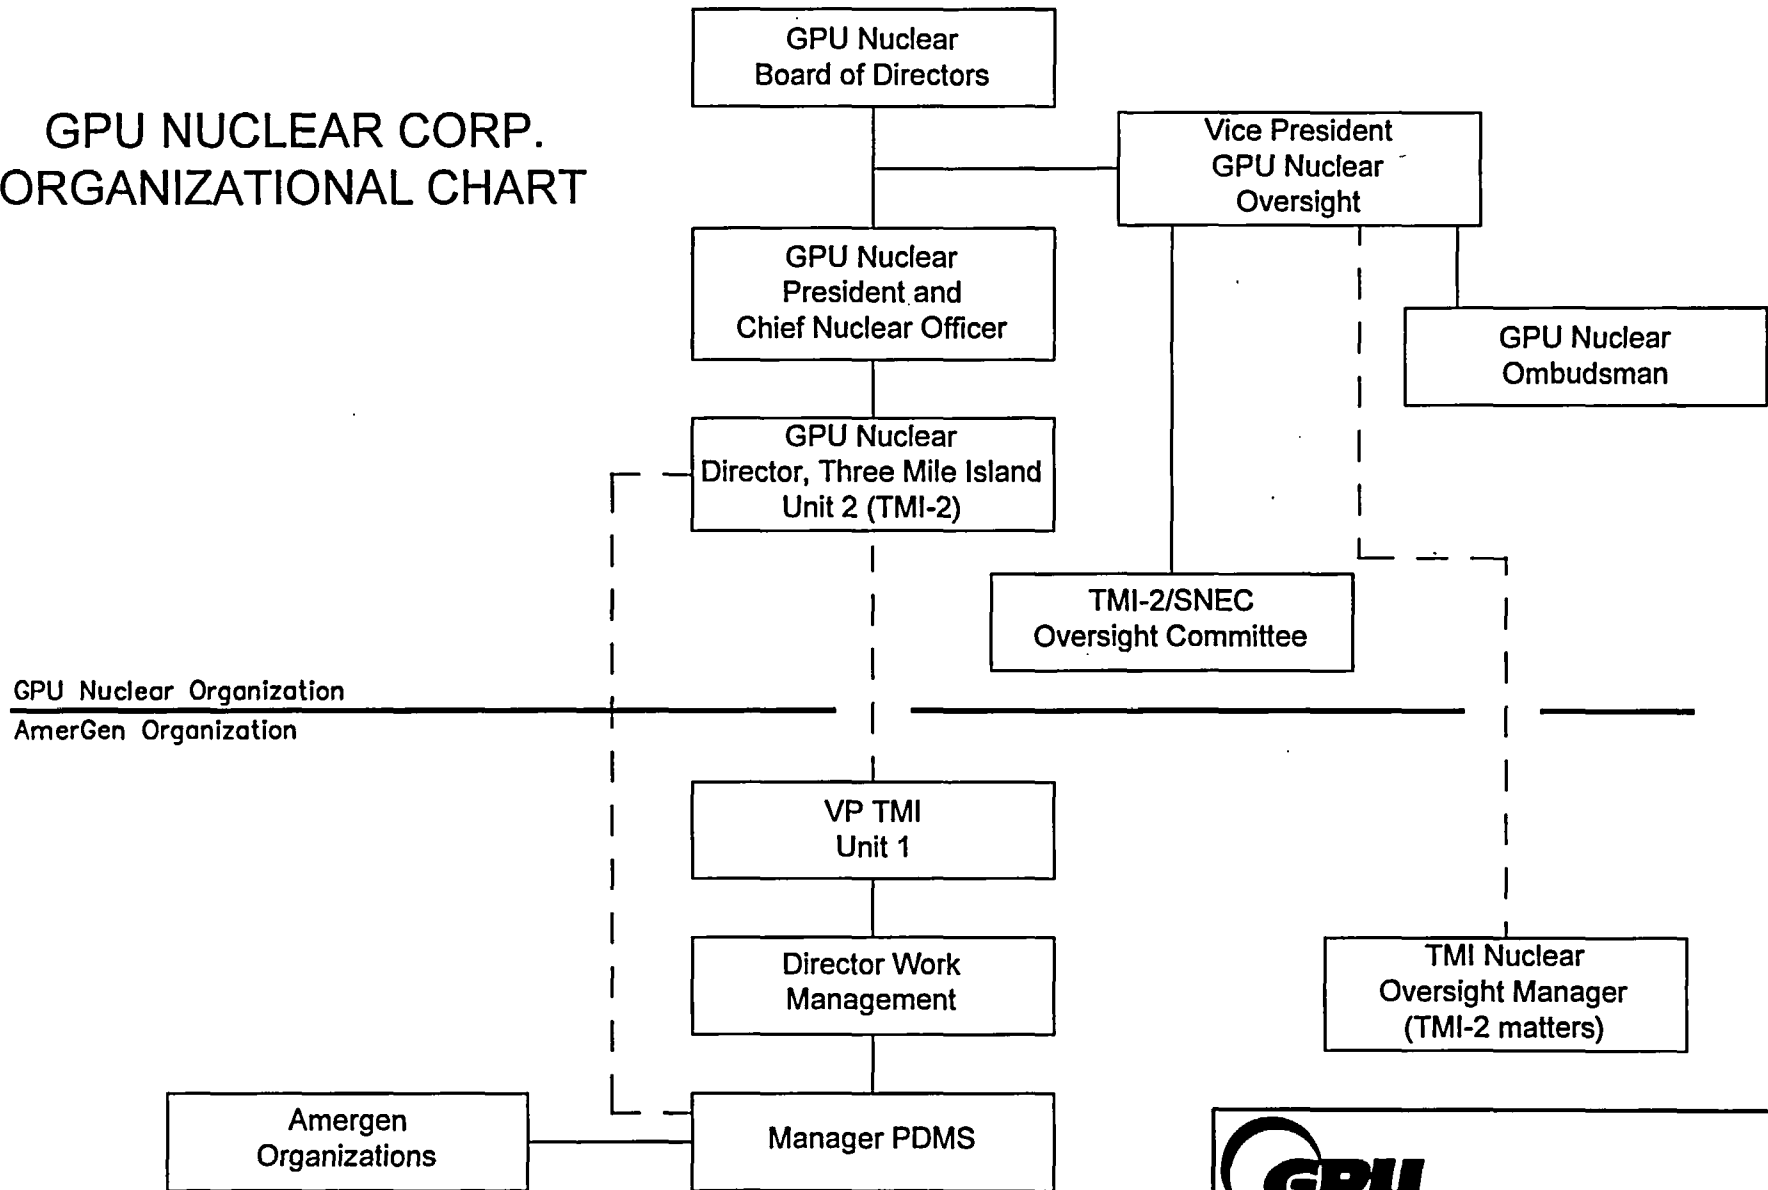 GPU Nuclear
Board of Directors
GPU NUCLEAR CORP.
ORGANIZATIONAL CHART
Vice President
GPU Nuclear
Oversight
GPU Nuclear
President and
Chief Nuclear Officer
GPU Nuclear
Ombudsman
GPU Nuclear
Director, Three Mile Island
Unit 2 (TMI-2)
TMI-2/SNEC
Oversight Committee
GPU Nuclear Organization
AmerGen Organization
VP TMI
Unit 1
Director Work
Management
TMI Nuclear
Oversight Manager
(TMI-2 matters)
Amergen
Organizations
Manager PDMS
GPU